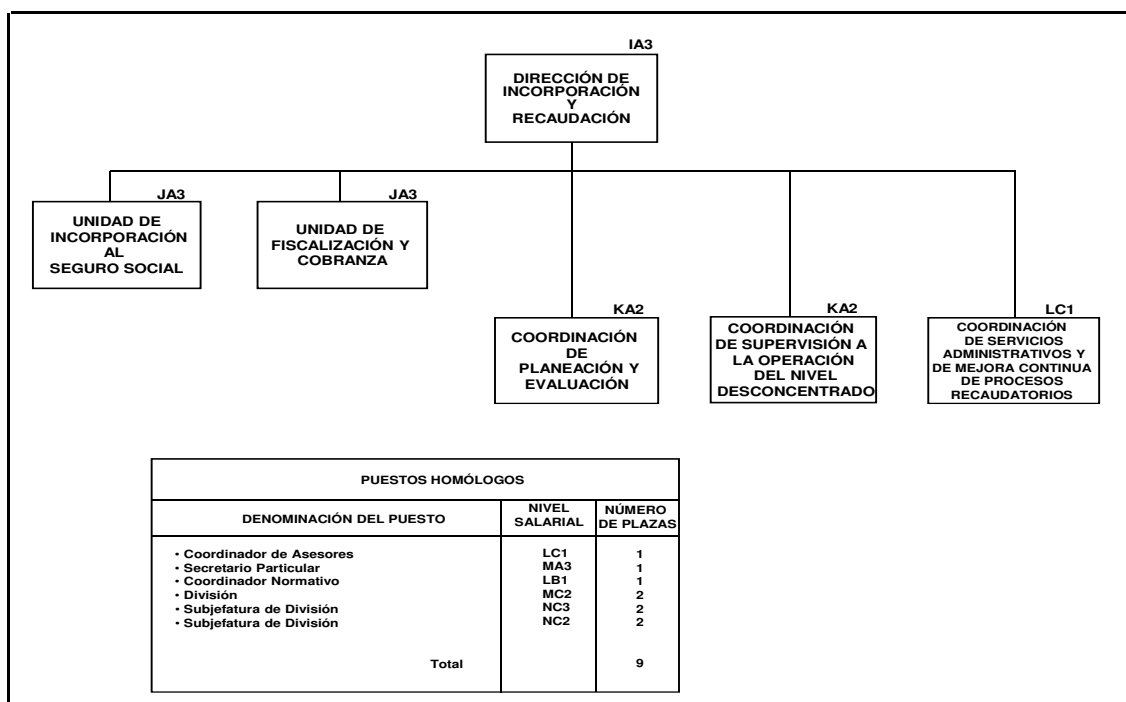 IA3
DIRECCIÓN DE
INCORPORACIÓN
Y
RECAUDACIÓN
JA3
UNIDAD DE
INCORPORACIÓN
AL
SEGURO SOCIAL
JA3
UNIDAD DE
FISCALIZACIÓN Y
COBRANZA
KA2
COORDINACIÓN
DE
PLANEACIÓN Y
EVALUACIÓN
KA2
COORDINACIÓN
DE SUPERVISIÓN A
LA OPERACIÓN
DEL NIVEL
DESCONCENTRADO
LC1
COORDINACIÓN
DE SERVICIOS
ADMINISTRATIVOS Y
DE MEJORA CONTINUA
DE PROCESOS
RECAUDATORIOS
PUESTOS HOMÓLOGOS
DENOMINACIÓN DEL PUESTO
NIVEL
SALARIAL
NÚMERO
DE PLAZAS
• Coordinador de Asesores LC1 1
• Secretario Particular MA3 1
• Coordinador Normativo LB1 1
• División MC2 2
• Subjefatura de División NC3 2
• Subjefatura de División NC2 2
Total 9